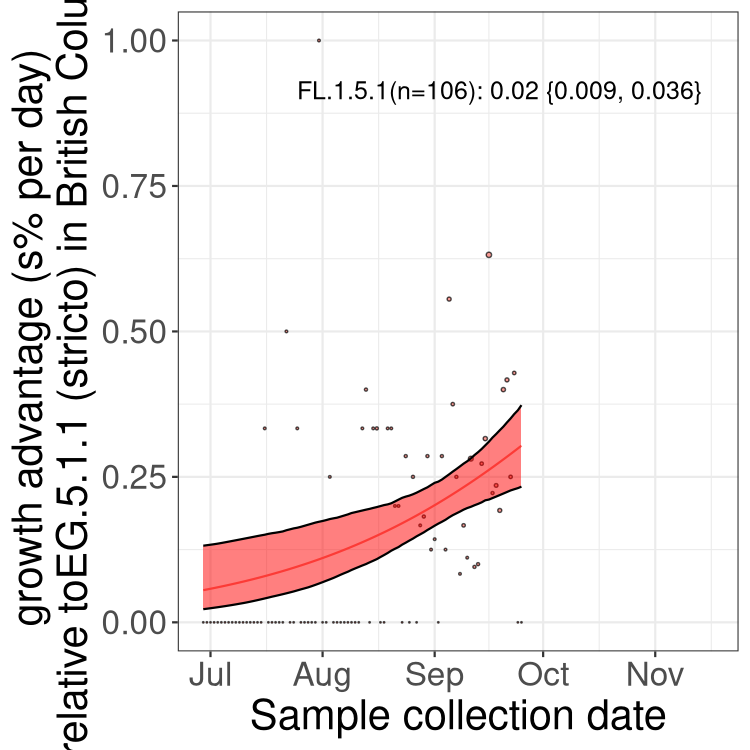 growth advantage (s% per day)
relative toEG.5.1.1 (stricto) in British
1.00
0.75
0.50
0.25
0.00
FL.1.5.1(n=106): 0.02 {0.009, 0.036}
Jul Aug Sep Oct Nov
Sample collection date